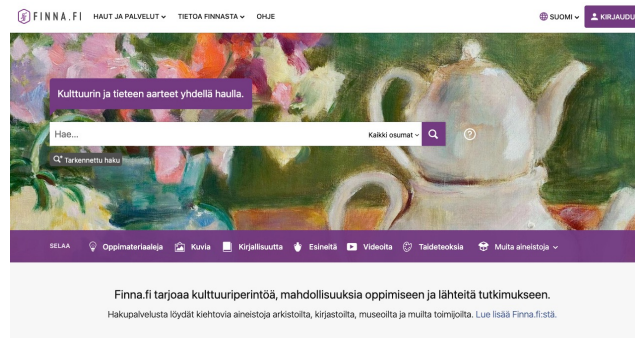 FINNA.FI HAUT JA PALVELUT TIETOA FINNASTA OHJE SUOMI KIRJAUDU
Kulttuurin ja tieteen aarteet yhdellä haulla.
Hae... Kaikki osumat ?
Tarkennettu haku
SELAA Oppimateriaaleja Kuvia Kirjallisuutta Esineitä Videoita Taideteoksia Muita aineistoja
Finna.fi tarjoaa kulttuuriperintöä, mahdollisuuksia oppimiseen ja lähteitä tutkimukseen.
Hakupalvelusta löydät kiehtovia aineistoja arkistoilta, kirjastoilta, museoilta ja muilta toimijoilta. Lue lisää Finna.fi:stä.